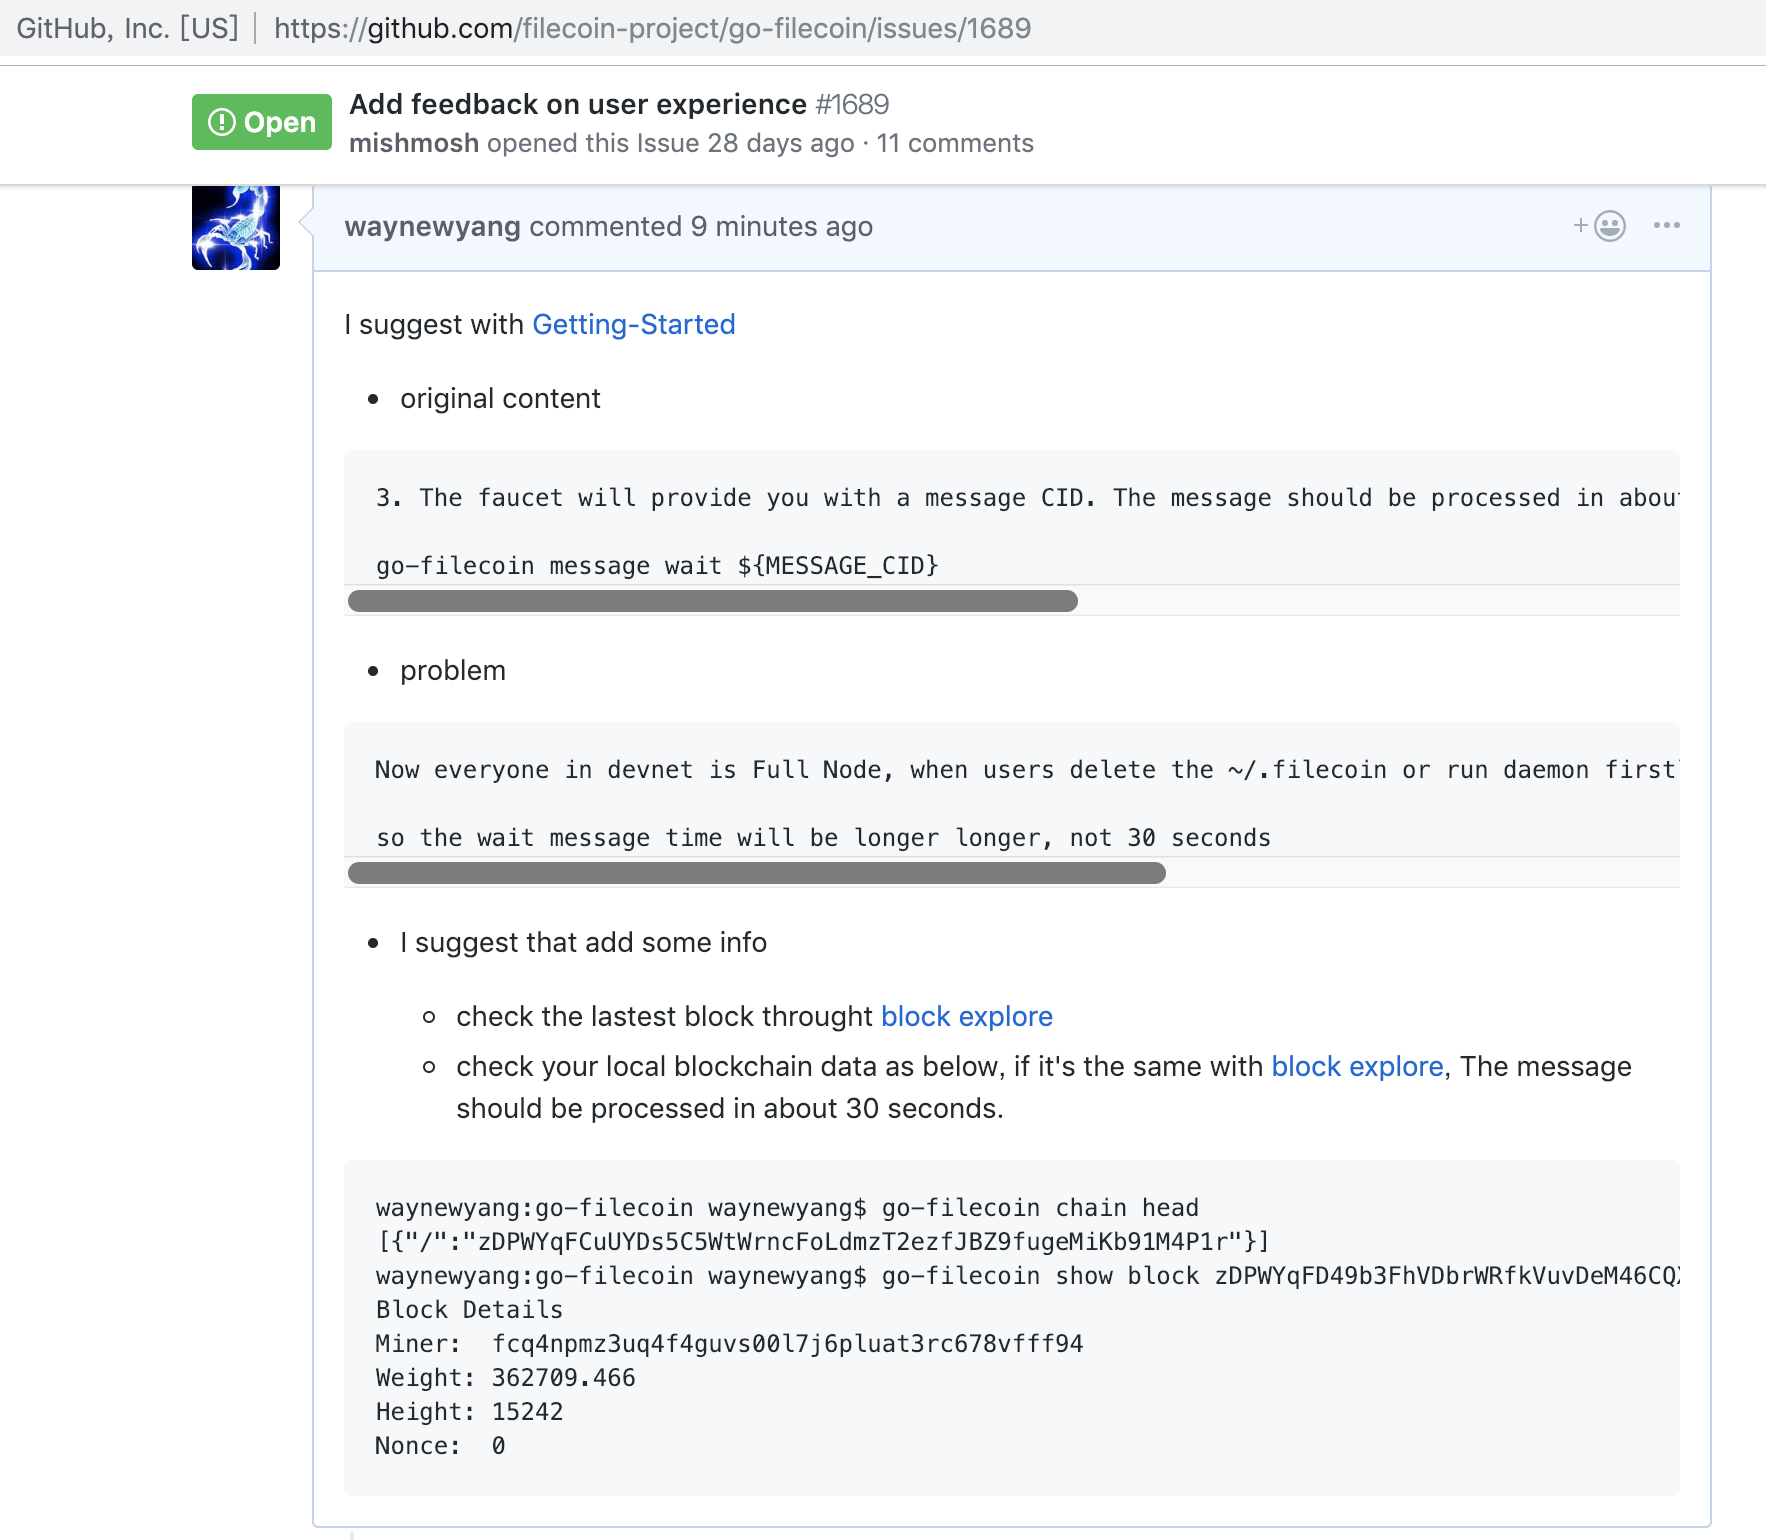 GitHub, Inc. [US] | https://github.com/filecoin-project/go-filecoin/issues/1689
Open
Add feedback on user experience #1689
mishmosh opened this Issue 28 days ago · 11 comments
waynewyang commented 9 minutes ago
I suggest with Getting-Started
• original content
3. The faucet will provide you with a message CID. The message should be processed in about
go-filecoin message wait ${MESSAGE_CID}
• problem
Now everyone in devnet is Full Node, when users delete the ~/.filecoin or run daemon first
so the wait message time will be longer longer, not 30 seconds
• I suggest that add some info
◦ check the lastest block throught block explore
◦ check your local blockchain data as below, if it's the same with block explore, The message
should be processed in about 30 seconds.
waynewyang:go-filecoin waynewyang$ go-filecoin chain head
[{"/":"zDPWYqFCuUYDs5C5WtWrncFoLdmzT2ezfJBZ9fugeMiKb91M4P1r"}]
waynewyang:go-filecoin waynewyang$ go-filecoin show block zDPWYqFD49b3FhVDbrWRfkVuvDeM46CQ
Block Details
Miner:  fcq4npmz3uq4f4guvs00l7j6pluat3rc678vfff94
Weight: 362709.466
Height: 15242
Nonce:  0